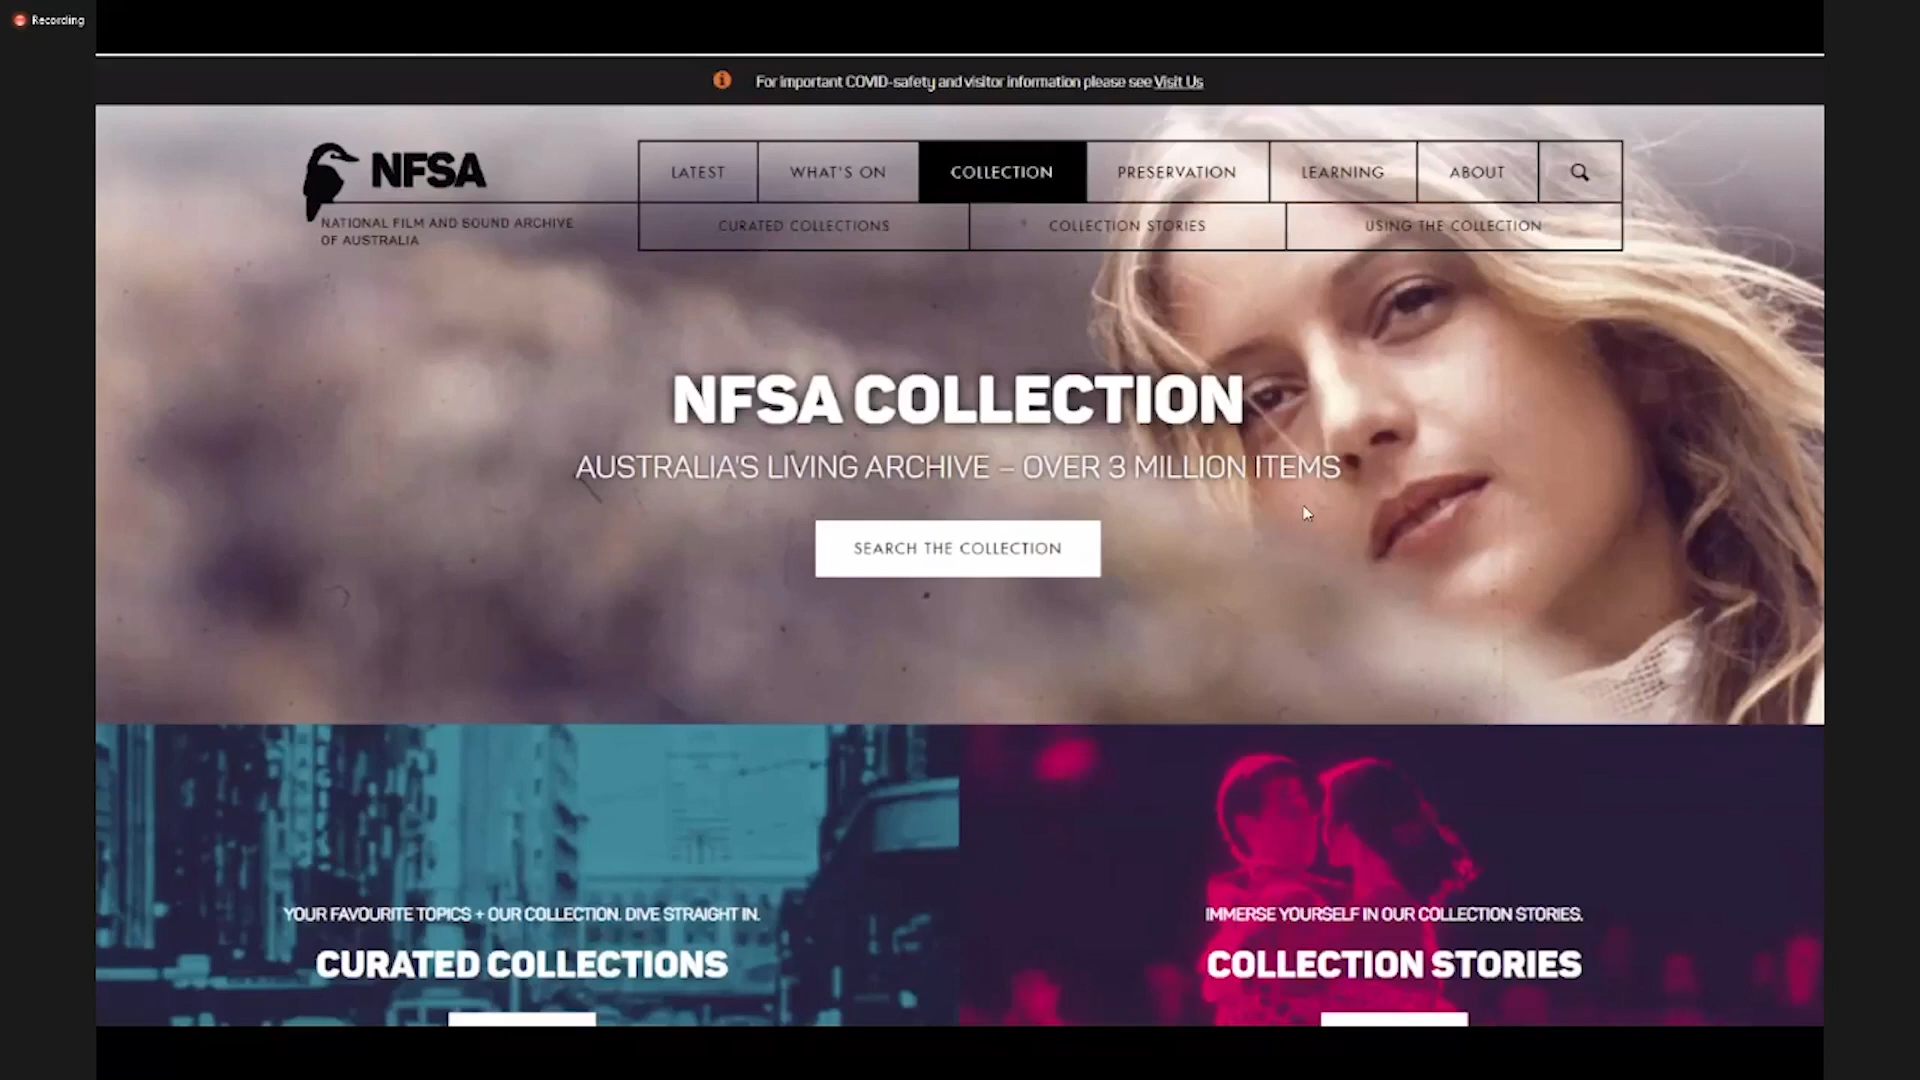 Recording
For important COVID-safety and visitor information please see Visit Us
NFSA
NATIONAL FILM AND SOUND ARCHIVE
OF AUSTRALIA
LATEST
WHAT'S ON
COLLECTION
PRESERVATION
LEARNING
ABOUT
CURATED COLLECTIONS
COLLECTION STORIES
USING THE COLLECTION
NFSA COLLECTION
AUSTRALIA'S LIVING ARCHIVE – OVER 3 MILLION ITEMS
SEARCH THE COLLECTION
YOUR FAVOURITE TOPICS + OUR COLLECTION. DIVE STRAIGHT IN.
CURATED COLLECTIONS
IMMERSE YOURSELF IN OUR COLLECTION STORIES.
COLLECTION STORIES